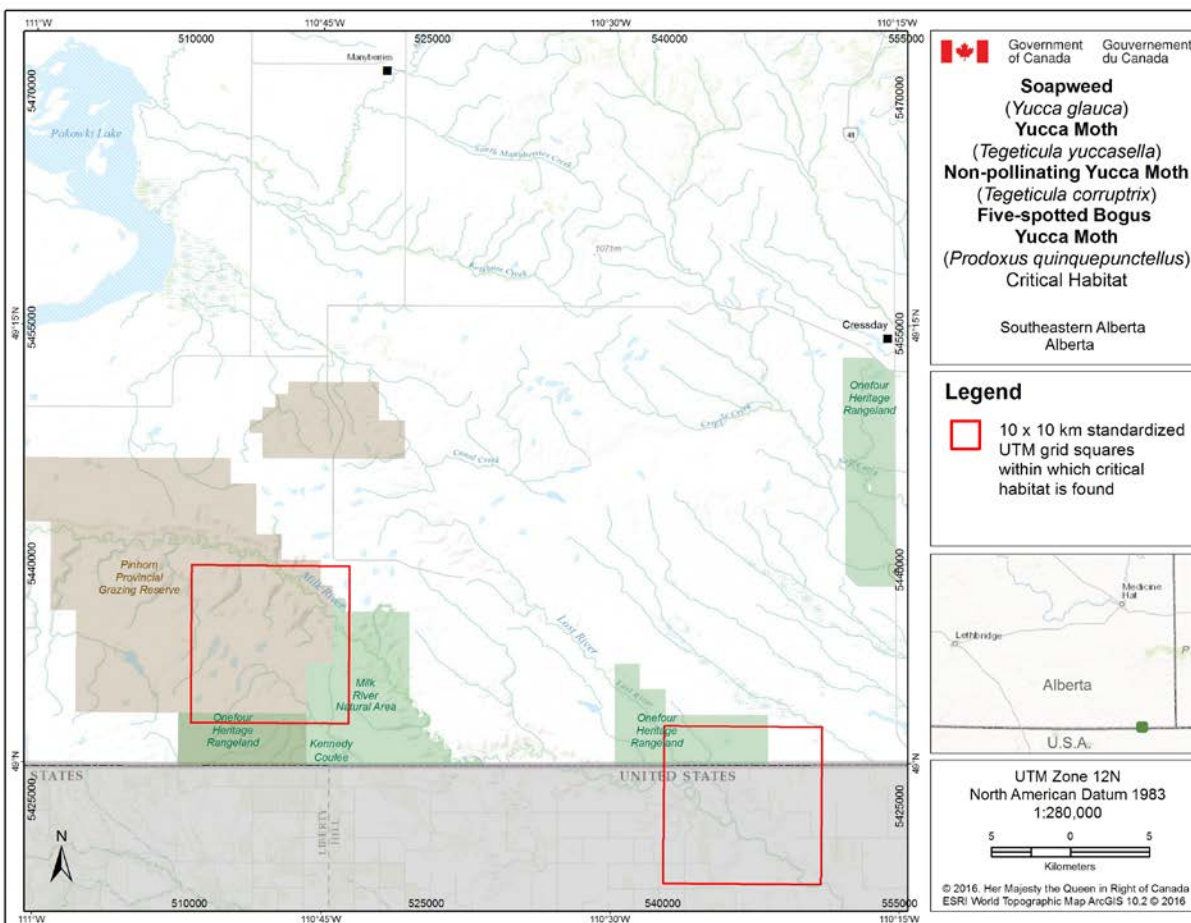 111°W
110°45'W
110°30'W
110°15'W
510000
525000
540000
555000
Manyberries
5470000
5470000
Pakowki Lake
North Manyberries Creek
41
1071m
Ketchum Creek
49°15'N
5455000
Cressday
5455000
49°15'N
Onefour
Heritage
Rangeland
Cripple Creek
Canal Creek
5440000
5440000
Pinhorn
Provincial
Grazing Reserve
Milk River
Lost River
Lost River
Milk
River
Natural Area
Onefour
Heritage
Rangeland
Kennedy
Coulee
Onefour
Heritage
Rangeland
49°N
49°N
STATES
UNITED STATES
5425000
5425000
LIBERTY
HILL
N
510000
525000
540000
555000
111°W
110°45'W
110°30'W
110°15'W
Government
of Canada
Gouvernement
du Canada
Soapweed
(Yucca glauca)
Yucca Moth
(Tegeticula yuccasella)
Non-pollinating Yucca Moth
(Tegeticula corruptrix)
Five-spotted Bogus
Yucca Moth
(Prodoxus quinquepunctellus)
Critical Habitat
Southeastern Alberta
Alberta
Legend
10 x 10 km standardized
UTM grid squares
within which critical
habitat is found
Medicine
Hat
Lethbridge
P
Alberta
U.S.A.
UTM Zone 12N
North American Datum 1983
1:280,000
5 0 5
Kilometers
© 2016. Her Majesty the Queen in Right of Canada
ESRI World Topographic Map ArcGIS 10.2 © 2016